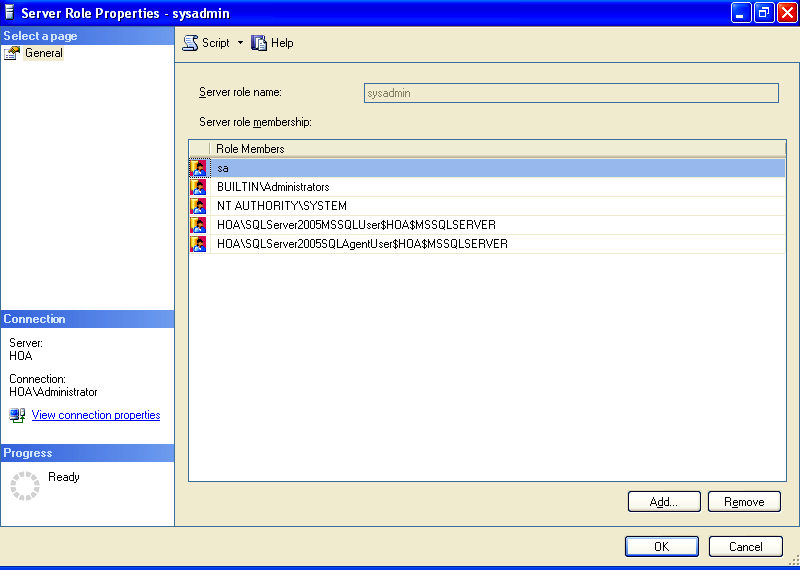 Server Role Properties - sysadmin
Select a page
General
Script Help
Server role name: sysadmin
Server role membership:
Role Members
sa
BUILTIN\Administrators
NT AUTHORITY\SYSTEM
HOA\SQLServer2005MSSQLUser$HOA$MSSQLSERVER
HOA\SQLServer2005SQLAgentUser$HOA$MSSQLSERVER
Connection
Server:
HOA
Connection:
HOA\Administrator
View connection properties
Progress
Ready
Add... Remove
OK Cancel